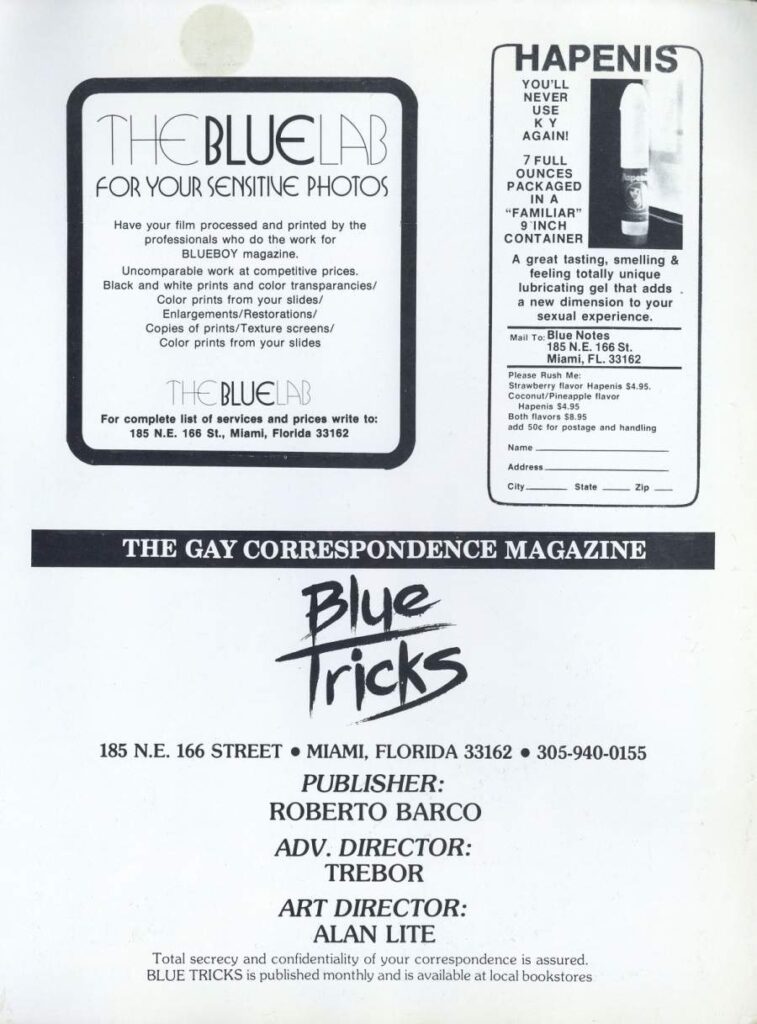 THE BLUE LAB
FOR YOUR SENSITIVE PHOTOS
Have your film processed and printed by the
professionals who do the work for
BLUEBOY magazine.
Uncomparable work at competitive prices.
Black and white prints and color transparancies/
Color prints from your slides/
Enlargements/Restorations/
Copies of prints/Texture screens/
Color prints from your slides
THE BLUE LAB
For complete list of services and prices write to:
185 N.E. 166 St., Miami, Florida 33162
HAPENIS
YOU'LL
NEVER
USE
K Y
AGAIN!
7 FULL
OUNCES
PACKAGED
IN A
"FAMILIAR"
9 INCH
CONTAINER
Hapenis
A great tasting, smelling &
feeling totally unique
lubricating gel that adds
a new dimension to your
sexual experience.
Mail To: Blue Notes
185 N.E. 166 St.
Miami, FL. 33162
Please Rush Me:
Strawberry flavor Hapenis $4.95.
Coconut/Pineapple flavor
Hapenis $4.95
Both flavors $8.95
add 50¢ for postage and handling
Name
Address
City State Zip
THE GAY CORRESPONDENCE MAGAZINE
Blue
Tricks
185 N.E. 166 STREET • MIAMI, FLORIDA 33162 • 305-940-0155
PUBLISHER:
ROBERTO BARCO
ADV. DIRECTOR:
TREBOR
ART DIRECTOR:
ALAN LITE
Total secrecy and confidentiality of your correspondence is assured.
BLUE TRICKS is published monthly and is available at local bookstores